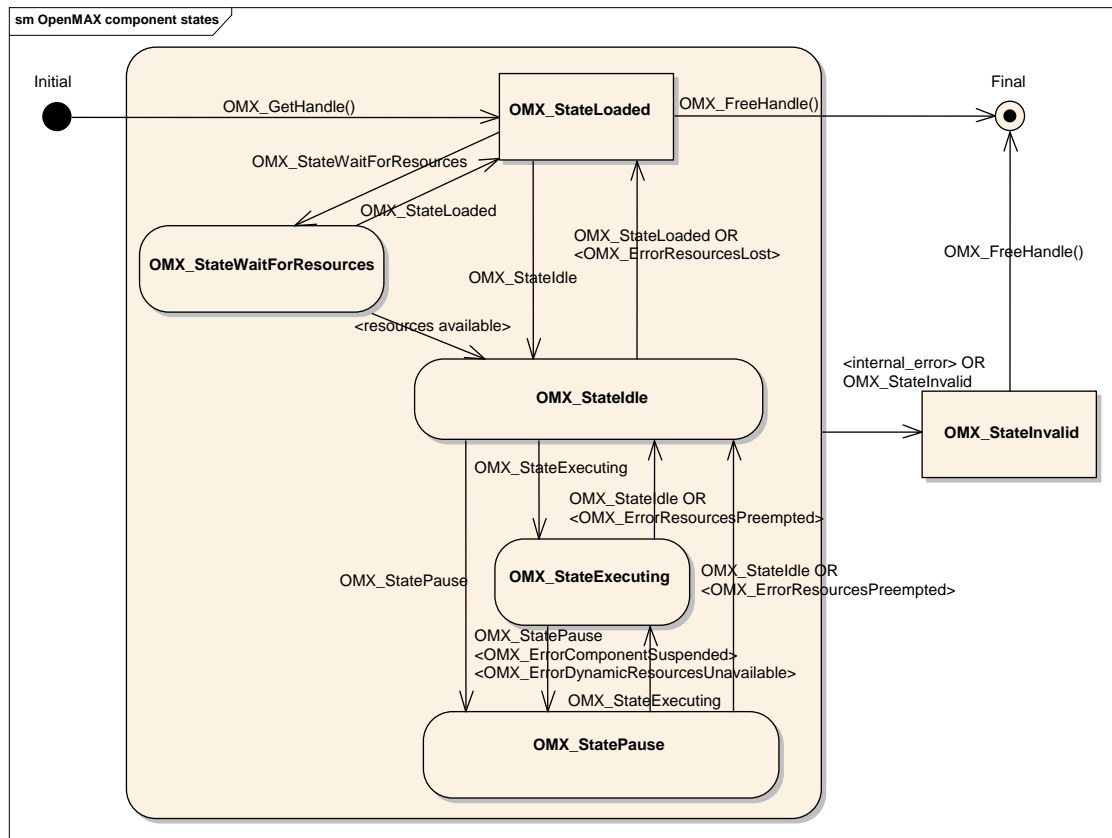 sm OpenMAX component states
Initial
Final
OMX_GetHandle()
OMX_StateLoaded
OMX_FreeHandle()
OMX_StateWaitForResources
OMX_StateLoaded
OMX_StateWaitForResources
OMX_StateLoaded OR
<OMX_ErrorResourcesLost>
OMX_FreeHandle()
OMX_StateIdle
<resources available>
<internal_error> OR
OMX_StateInvalid
OMX_StateIdle
OMX_StateInvalid
OMX_StateExecuting
OMX_StateIdle OR
<OMX_ErrorResourcesPreempted>
OMX_StatePause
OMX_StateExecuting
OMX_StateIdle OR
<OMX_ErrorResourcesPreempted>
OMX_StatePause
<OMX_ErrorComponentSuspended>
<OMX_ErrorDynamicResourcesUnavailable>
OMX_StateExecuting
OMX_StatePause